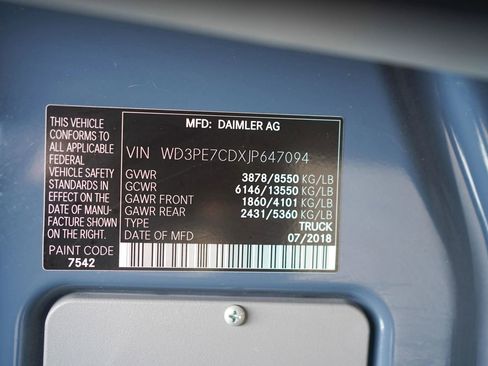 MFD. DAIMLER AG
THIS VEHICLE
CONFORMS TO
ALL APPLICABLE
FEDERAL
VEHICLE SAFETY
STANDARDS IN
EFFECT ON THE
DATE OF MANU-
FACTURE SHOWN
ON THE RIGHT.
PAINT CODE
7542
VIN WD3PE7CDXJP647094
GVWR 3878/8550 KG/LB
GCWR 6146/13550 KG/LB
GAWR FRONT 1860/4101 KG/LB
GAWR REAR 2431/5360 KG/LB
TYPE TRUCK
DATE OF MFD 07/2018